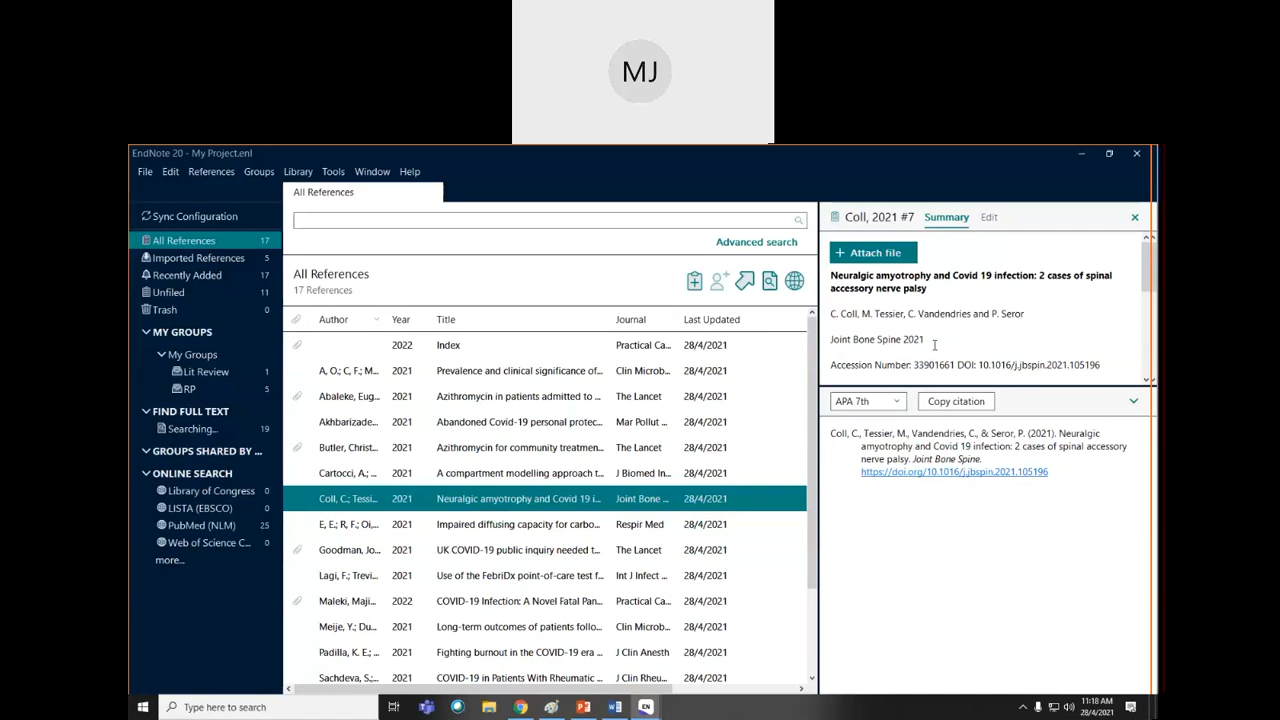 MJ
EndNote 20 - My Project.enl
File Edit References Groups Library Tools Window Help
All References
Sync Configuration
All References 17
Imported References 5
Recently Added 17
Unfiled 11
Trash 0
MY GROUPS
My Groups
Lit Review 1
RP 5
FIND FULL TEXT
Searching... 19
GROUPS SHARED BY ...
ONLINE SEARCH
Library of Congress 0
LISTA (EBSCO) 0
PubMed (NLM) 25
Web of Science C... 0
more...
Advanced search
All References
17 References
Author Year Title Journal Last Updated
2022 Index Practical Ca... 28/4/2021
A, O.; C, F.; M... 2021 Prevalence and clinical significance of... Clin Microb... 28/4/2021
Abaleke, Eug... 2021 Azithromycin in patients admitted to ... The Lancet 28/4/2021
Akhbarizade... 2021 Abandoned Covid-19 personal protec... Mar Pollut ... 28/4/2021
Butler, Christ... 2021 Azithromycin for community treatmen... The Lancet 28/4/2021
Cartocci, A.; ... 2021 A compartment modelling approach t... J Biomed In... 28/4/2021
Coll, C.; Tessi... 2021 Neuralgic amyotrophy and Covid 19 i... Joint Bone ... 28/4/2021
E, E.; R, F.; Oi,... 2021 Impaired diffusing capacity for carbo... Respir Med 28/4/2021
Goodman, Jo... 2021 UK COVID-19 public inquiry needed t... The Lancet 28/4/2021
Lagi, F.; Trevi... 2021 Use of the FebriDx point-of-care test f... Int J Infect ... 28/4/2021
Maleki, Maji... 2022 COVID-19 Infection: A Novel Fatal Pan... Practical Ca... 28/4/2021
Meije, Y.; Du... 2021 Long-term outcomes of patients follo... Clin Microb... 28/4/2021
Padilla, K. E.; ... 2021 Fighting burnout in the COVID-19 era ... J Clin Anesth 28/4/2021
Sachdeva, S.;... 2021 COVID-19 in Patients With Rheumatic ... J Clin Rheu... 28/4/2021
Coll, 2021 #7 Summary Edit
+ Attach file
Neuralgic amyotrophy and Covid 19 infection: 2 cases of spinal
accessory nerve palsy
C. Coll, M. Tessier, C. Vandendries and P. Seror
Joint Bone Spine 2021
Accession Number: 33901661 DOI: 10.1016/j.jbspin.2021.105196
APA 7th Copy citation
Coll, C., Tessier, M., Vandendries, C., & Seror, P. (2021). Neuralgic
amyotrophy and Covid 19 infection: 2 cases of spinal accessory
nerve palsy. Joint Bone Spine.
https://doi.org/10.1016/j.jbspin.2021.105196
Type here to search
EN
11:18 AM
28/4/2021